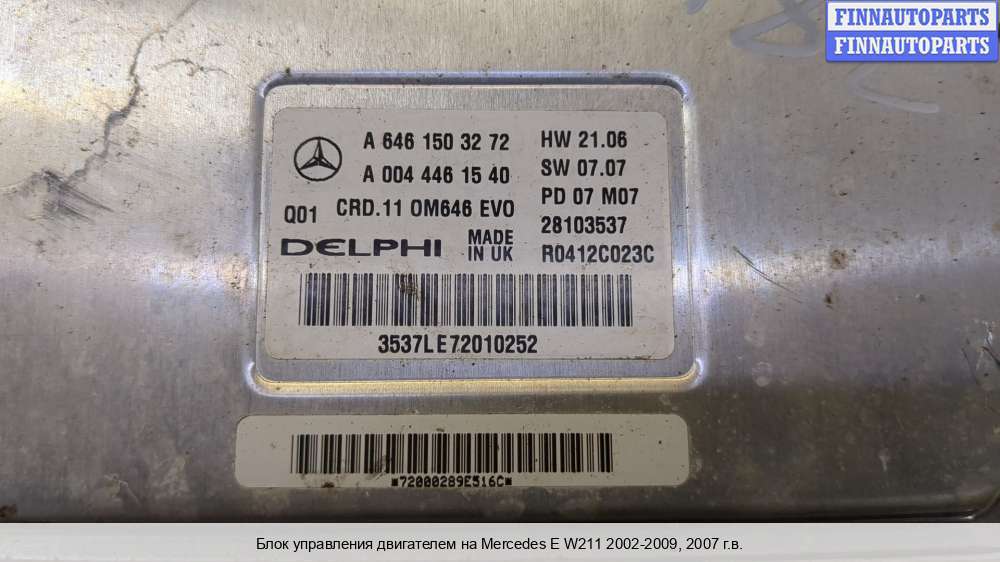 FINNAUTOPARTS
FINNAUTOPARTS
A 646 150 32 72
A 004 446 15 40
Q01 CRD.11 OM646 EVO
DELPHI MADE IN UK
HW 21.06
SW 07.07
PD 07 M07
28103537
R0412C023C
3537LE72010252
*72000289E516C*
Блок управления двигателем на Mercedes E W211 2002-2009, 2007 г.в.